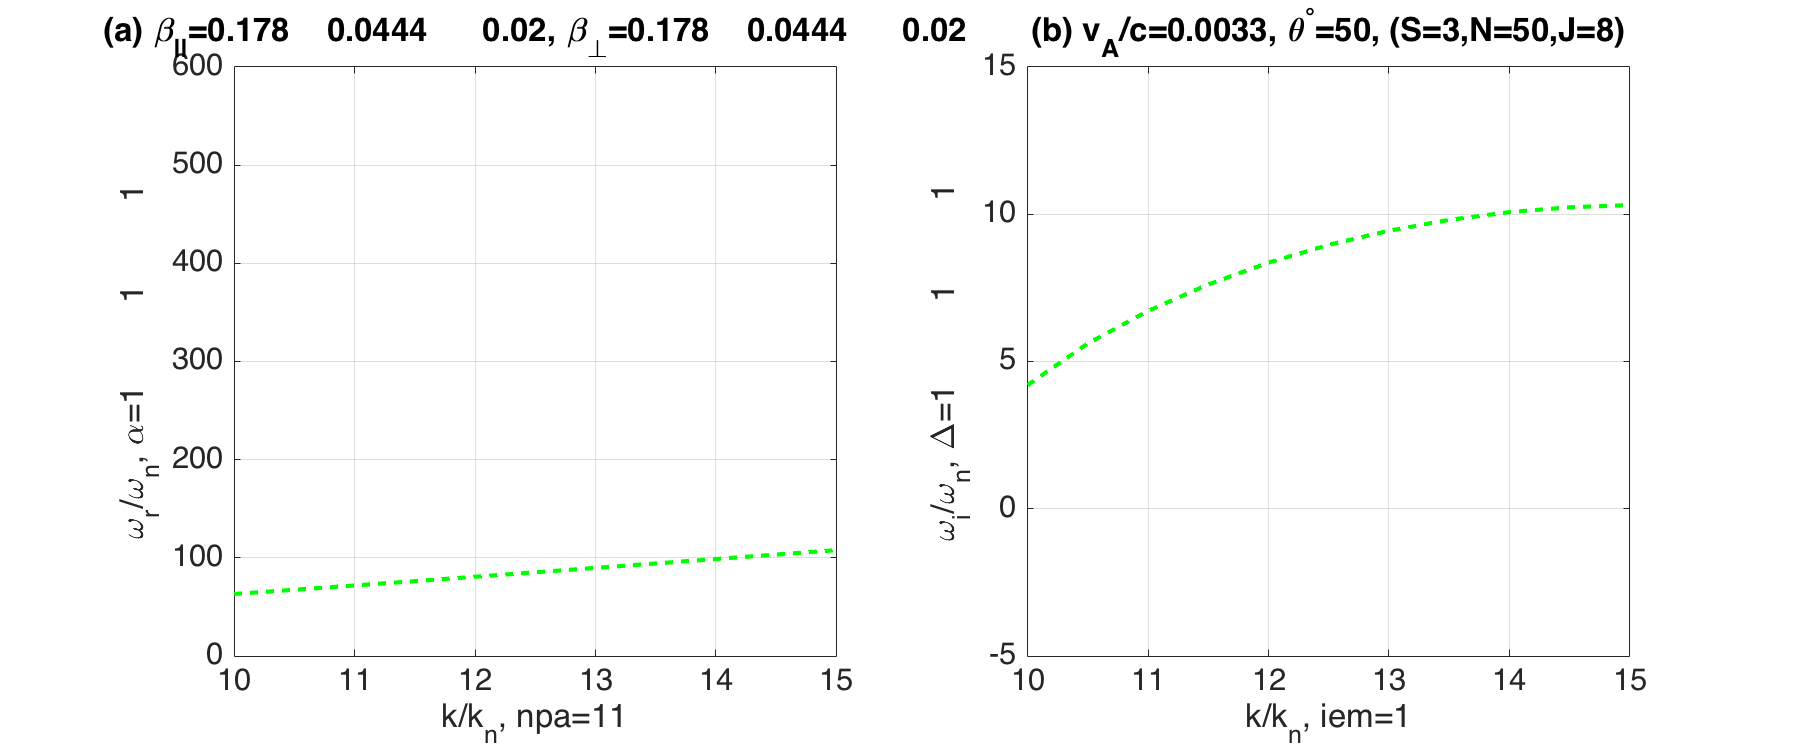 (a) β∥=0.178 0.0444 0.02, β⊥=0.178 0.0444 0.02
600
500
400
300
200
100
0
ωr/ωn, α=1 1 1
10 11 12 13 14 15
k/kn, npa=11
(b) vA/c=0.0033, θ°=50, (S=3,N=50,J=8)
15
10
5
0
-5
ωi/ωn, Δ=1 1 1
10 11 12 13 14 15
k/kn, iem=1